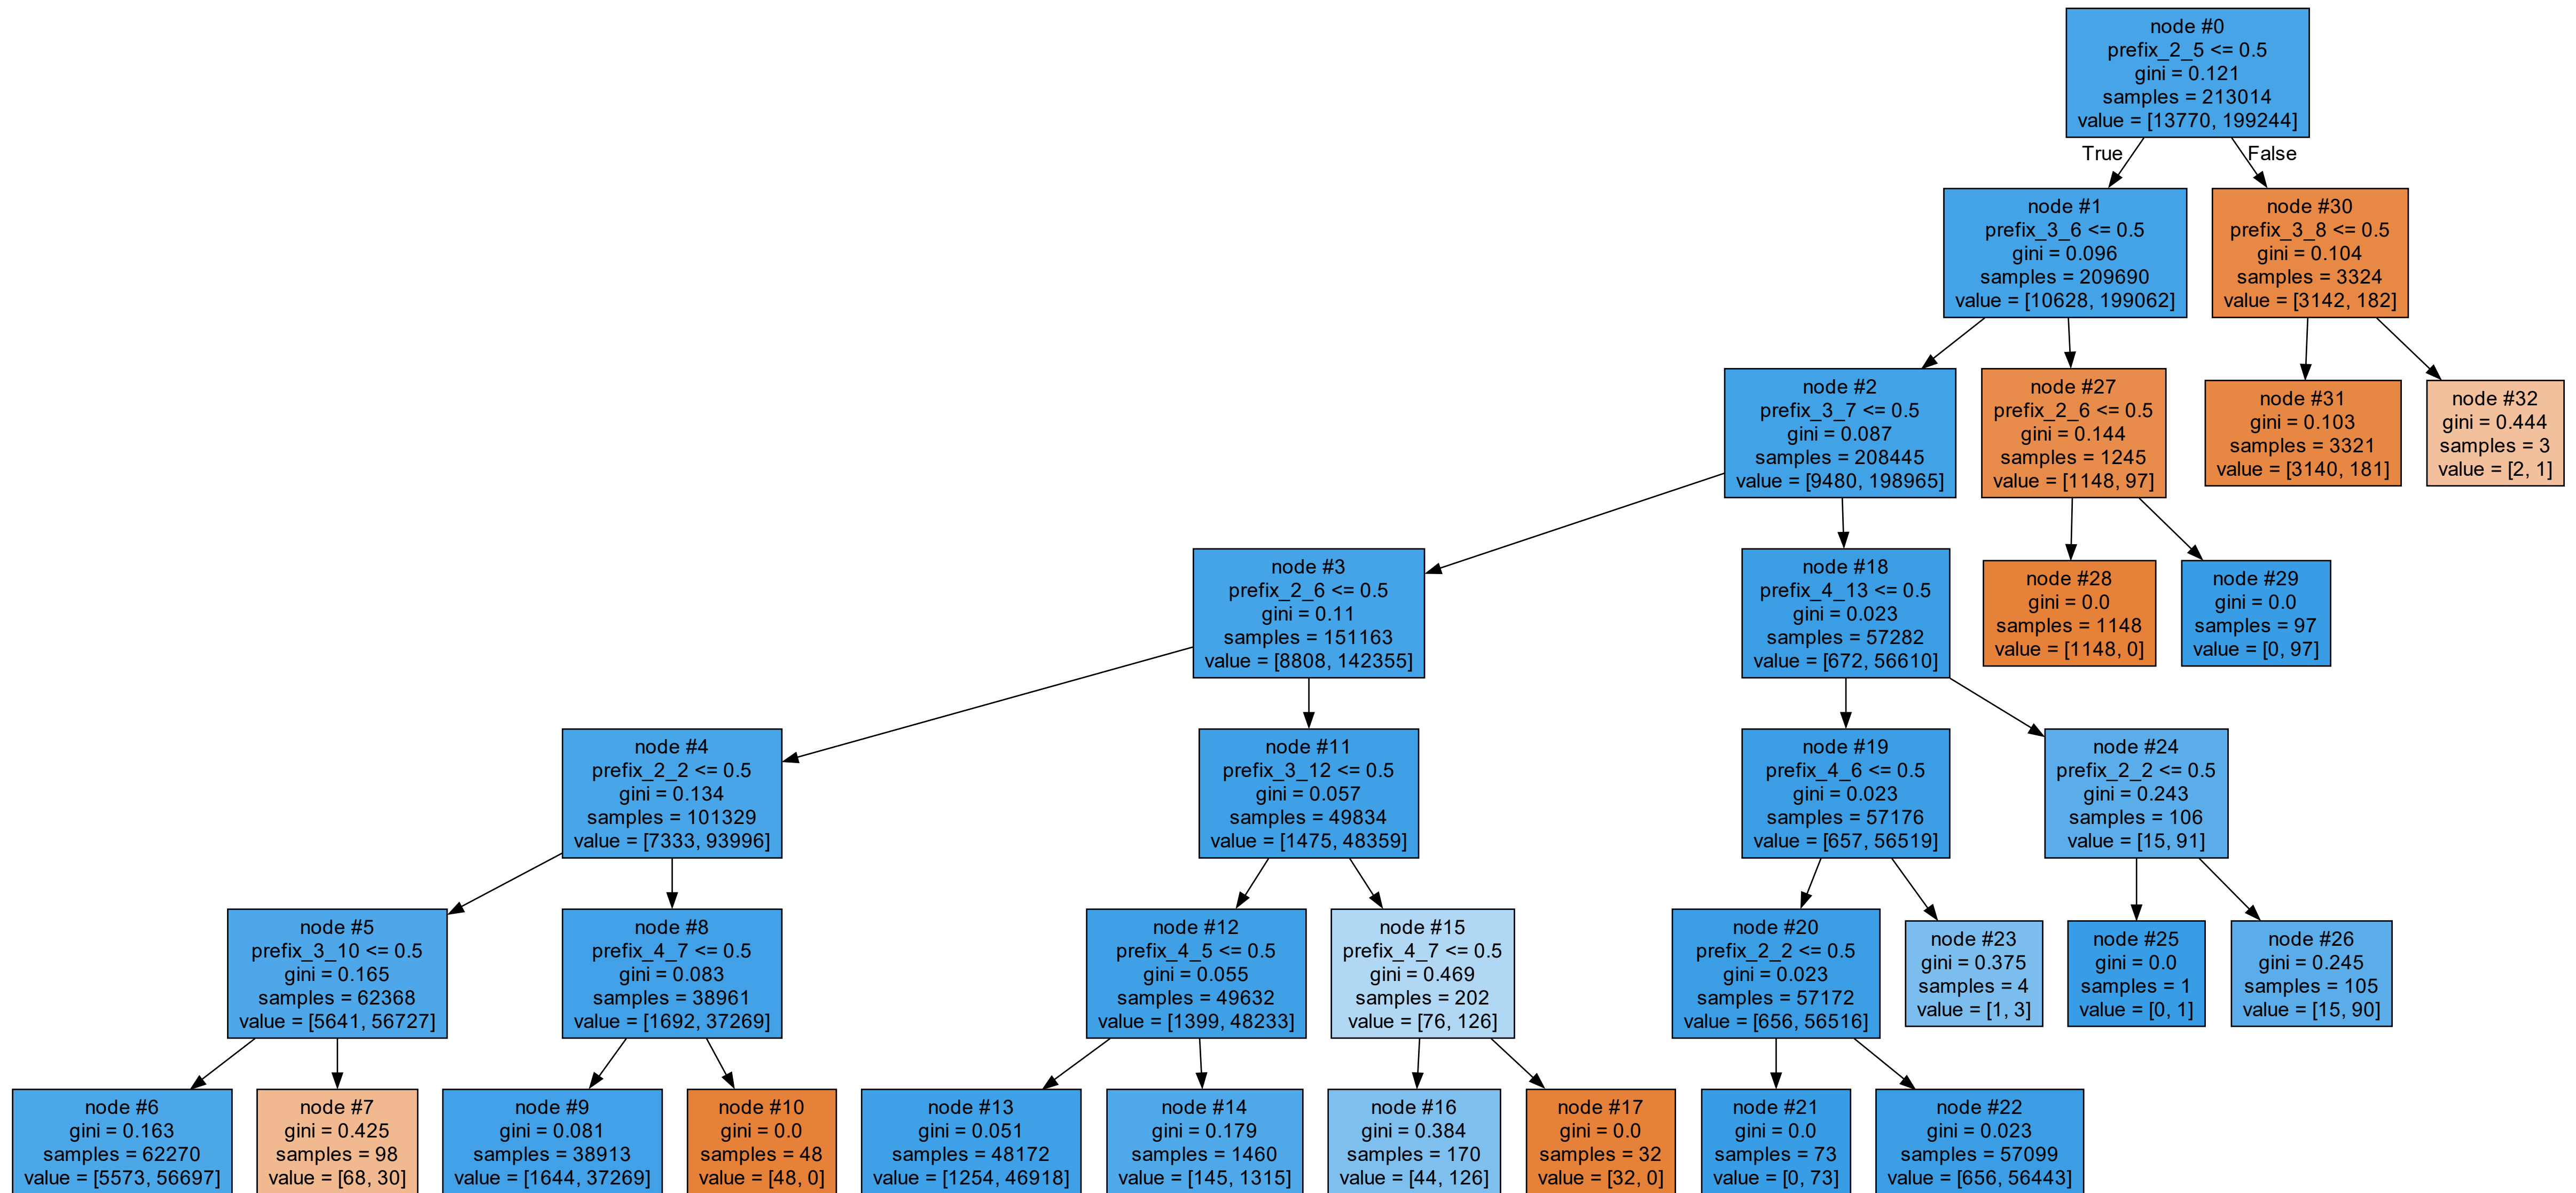 node #0
prefix_2_5 <= 0.5
gini = 0.121
samples = 213014
value = [13770, 199244]
True
False
node #1
prefix_3_6 <= 0.5
gini = 0.096
samples = 209690
value = [10628, 199062]
node #30
prefix_3_8 <= 0.5
gini = 0.104
samples = 3324
value = [3142, 182]
node #2
prefix_3_7 <= 0.5
gini = 0.087
samples = 208445
value = [9480, 198965]
node #27
prefix_2_6 <= 0.5
gini = 0.144
samples = 1245
value = [1148, 97]
node #31
gini = 0.103
samples = 3321
value = [3140, 181]
node #32
gini = 0.444
samples = 3
value = [2, 1]
node #3
prefix_2_6 <= 0.5
gini = 0.11
samples = 151163
value = [8808, 142355]
node #18
prefix_4_13 <= 0.5
gini = 0.023
samples = 57282
value = [672, 56610]
node #28
gini = 0.0
samples = 1148
value = [1148, 0]
node #29
gini = 0.0
samples = 97
value = [0, 97]
node #4
prefix_2_2 <= 0.5
gini = 0.134
samples = 101329
value = [7333, 93996]
node #11
prefix_3_12 <= 0.5
gini = 0.057
samples = 49834
value = [1475, 48359]
node #19
prefix_4_6 <= 0.5
gini = 0.023
samples = 57176
value = [657, 56519]
node #24
prefix_2_2 <= 0.5
gini = 0.243
samples = 106
value = [15, 91]
node #5
prefix_3_10 <= 0.5
gini = 0.165
samples = 62368
value = [5641, 56727]
node #8
prefix_4_7 <= 0.5
gini = 0.083
samples = 38961
value = [1692, 37269]
node #12
prefix_4_5 <= 0.5
gini = 0.055
samples = 49632
value = [1399, 48233]
node #15
prefix_4_7 <= 0.5
gini = 0.469
samples = 202
value = [76, 126]
node #20
prefix_2_2 <= 0.5
gini = 0.023
samples = 57172
value = [656, 56516]
node #23
gini = 0.375
samples = 4
value = [1, 3]
node #25
gini = 0.0
samples = 1
value = [0, 1]
node #26
gini = 0.245
samples = 105
value = [15, 90]
node #6
gini = 0.163
samples = 62270
value = [5573, 56697]
node #7
gini = 0.425
samples = 98
value = [68, 30]
node #9
gini = 0.081
samples = 38913
value = [1644, 37269]
node #10
gini = 0.0
samples = 48
value = [48, 0]
node #13
gini = 0.051
samples = 48172
value = [1254, 46918]
node #14
gini = 0.179
samples = 1460
value = [145, 1315]
node #16
gini = 0.384
samples = 170
value = [44, 126]
node #17
gini = 0.0
samples = 32
value = [32, 0]
node #21
gini = 0.0
samples = 73
value = [0, 73]
node #22
gini = 0.023
samples = 57099
value = [656, 56443]